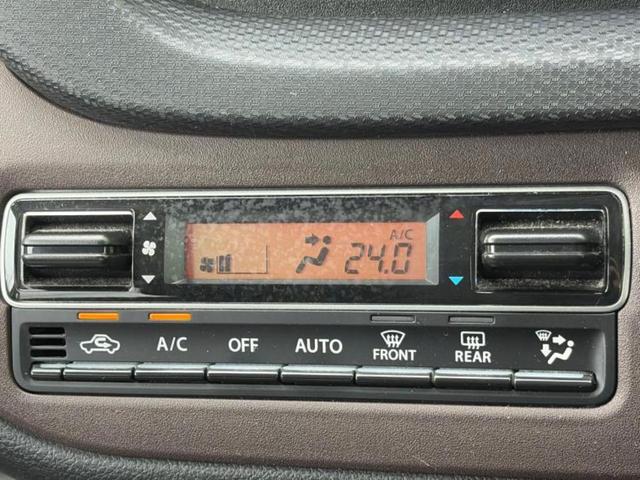 A/C
24.0
A/C
OFF
AUTO
FRONT
REAR